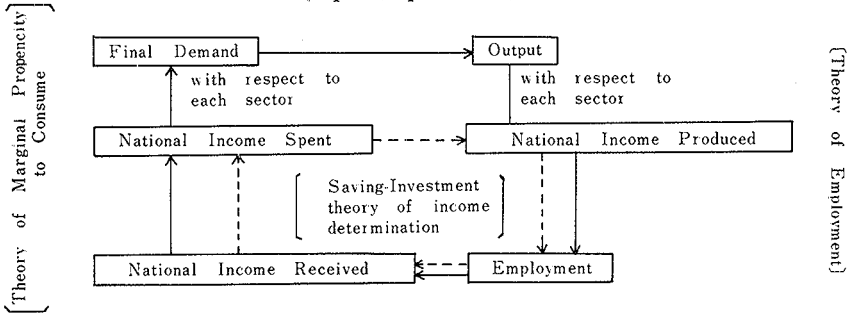 [Theory of Marginal Propencity
to Consume]
Final Demand
Output
with respect to
each sector
with respect to
each sector
National Income Spent
National Income Produced
[Saving-Investment
theory of income
determination]
National Income Received
Employment
[Theory of Employment]